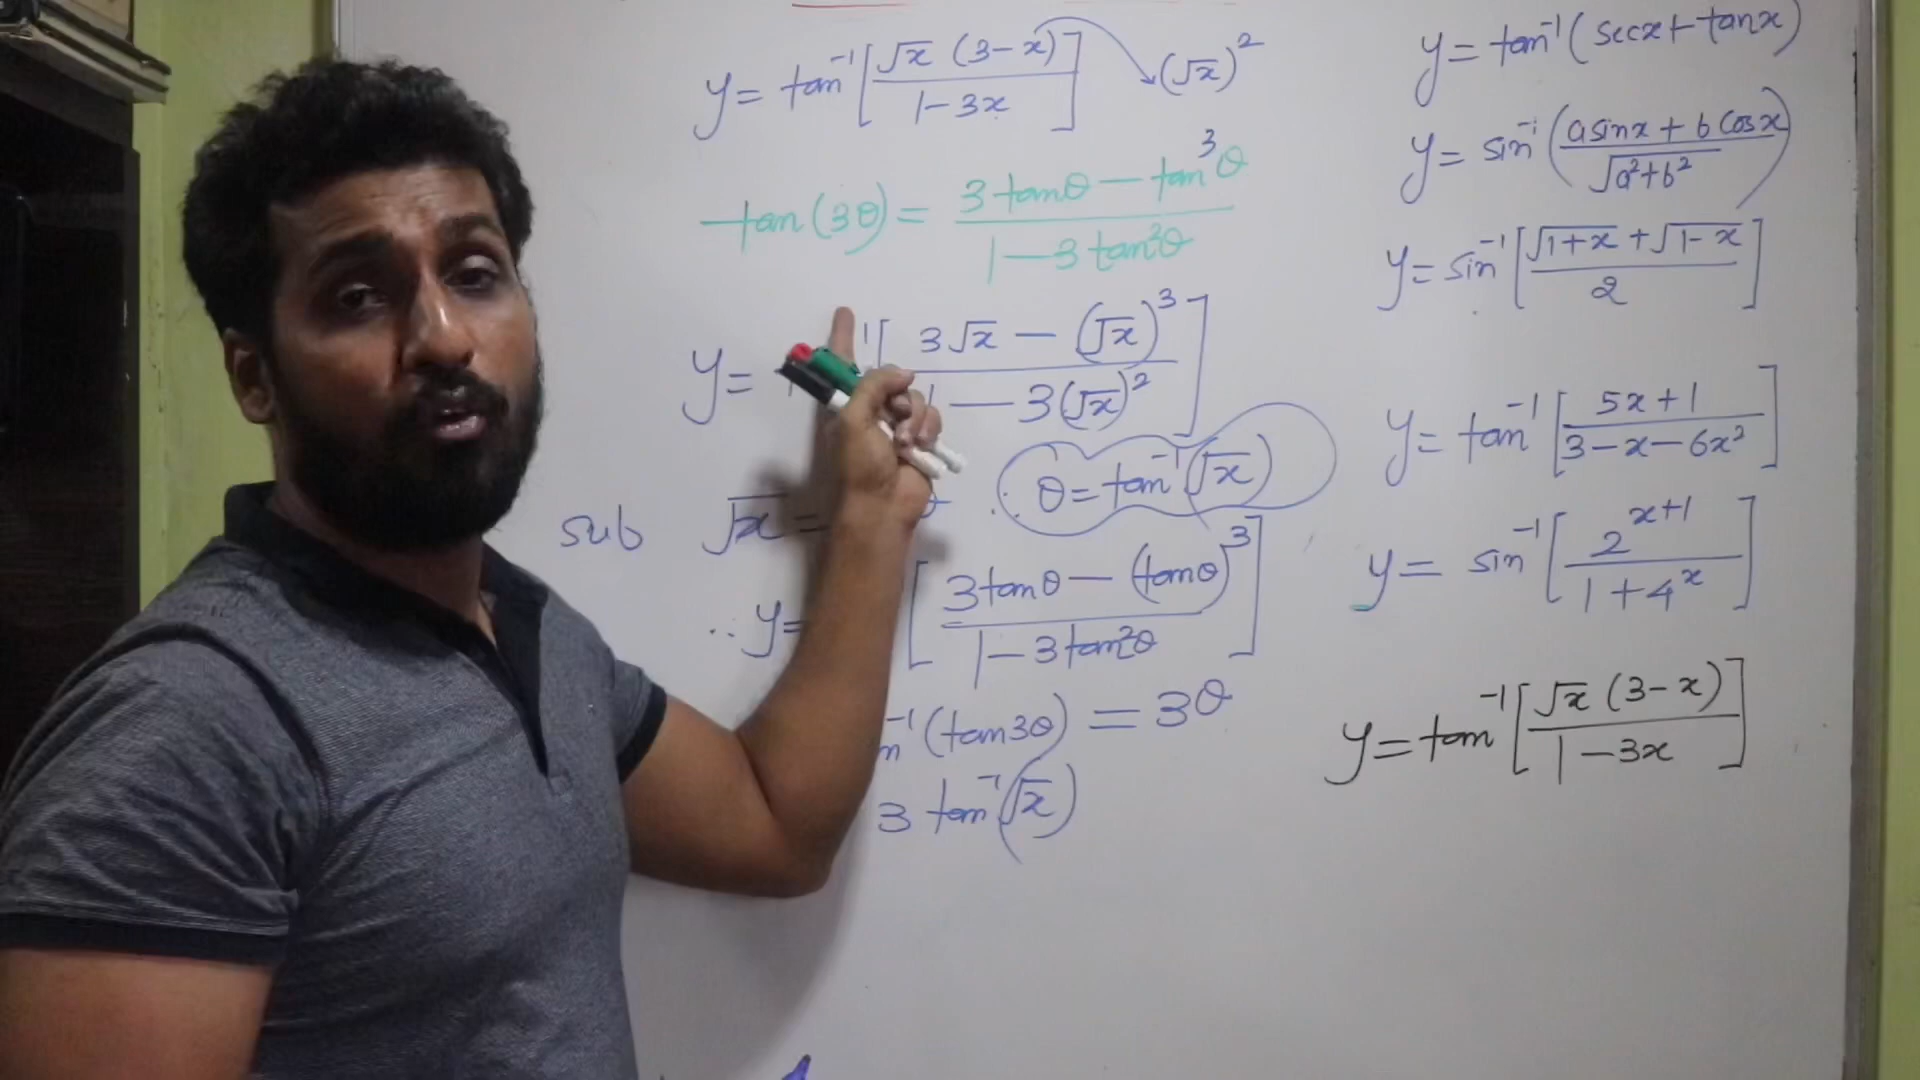 y = tan⁻¹[√x (3-x) / 1-3x] → (√x)²
tan(3θ) = 3tanθ - tan³θ / 1-3tan²θ
y = [3√x - (√x)³ / 1-3(√x)²]
sub √x = ∴ θ = tan⁻¹(√x)
∴ y = [3tanθ - (tanθ)³ / 1-3tan²θ]
n⁻¹(tan3θ) = 3θ
3 tan⁻¹(√x)
y = tan⁻¹(secx + tanx)
y = sin⁻¹(asinx + bcosx / √a²+b²)
y = sin⁻¹[√1+x + √1-x / 2]
y = tan⁻¹[5x+1 / 3-x-6x²]
y = sin⁻¹[2ˣ⁺¹ / 1+4ˣ]
y = tan⁻¹[√x (3-x) / 1-3x]